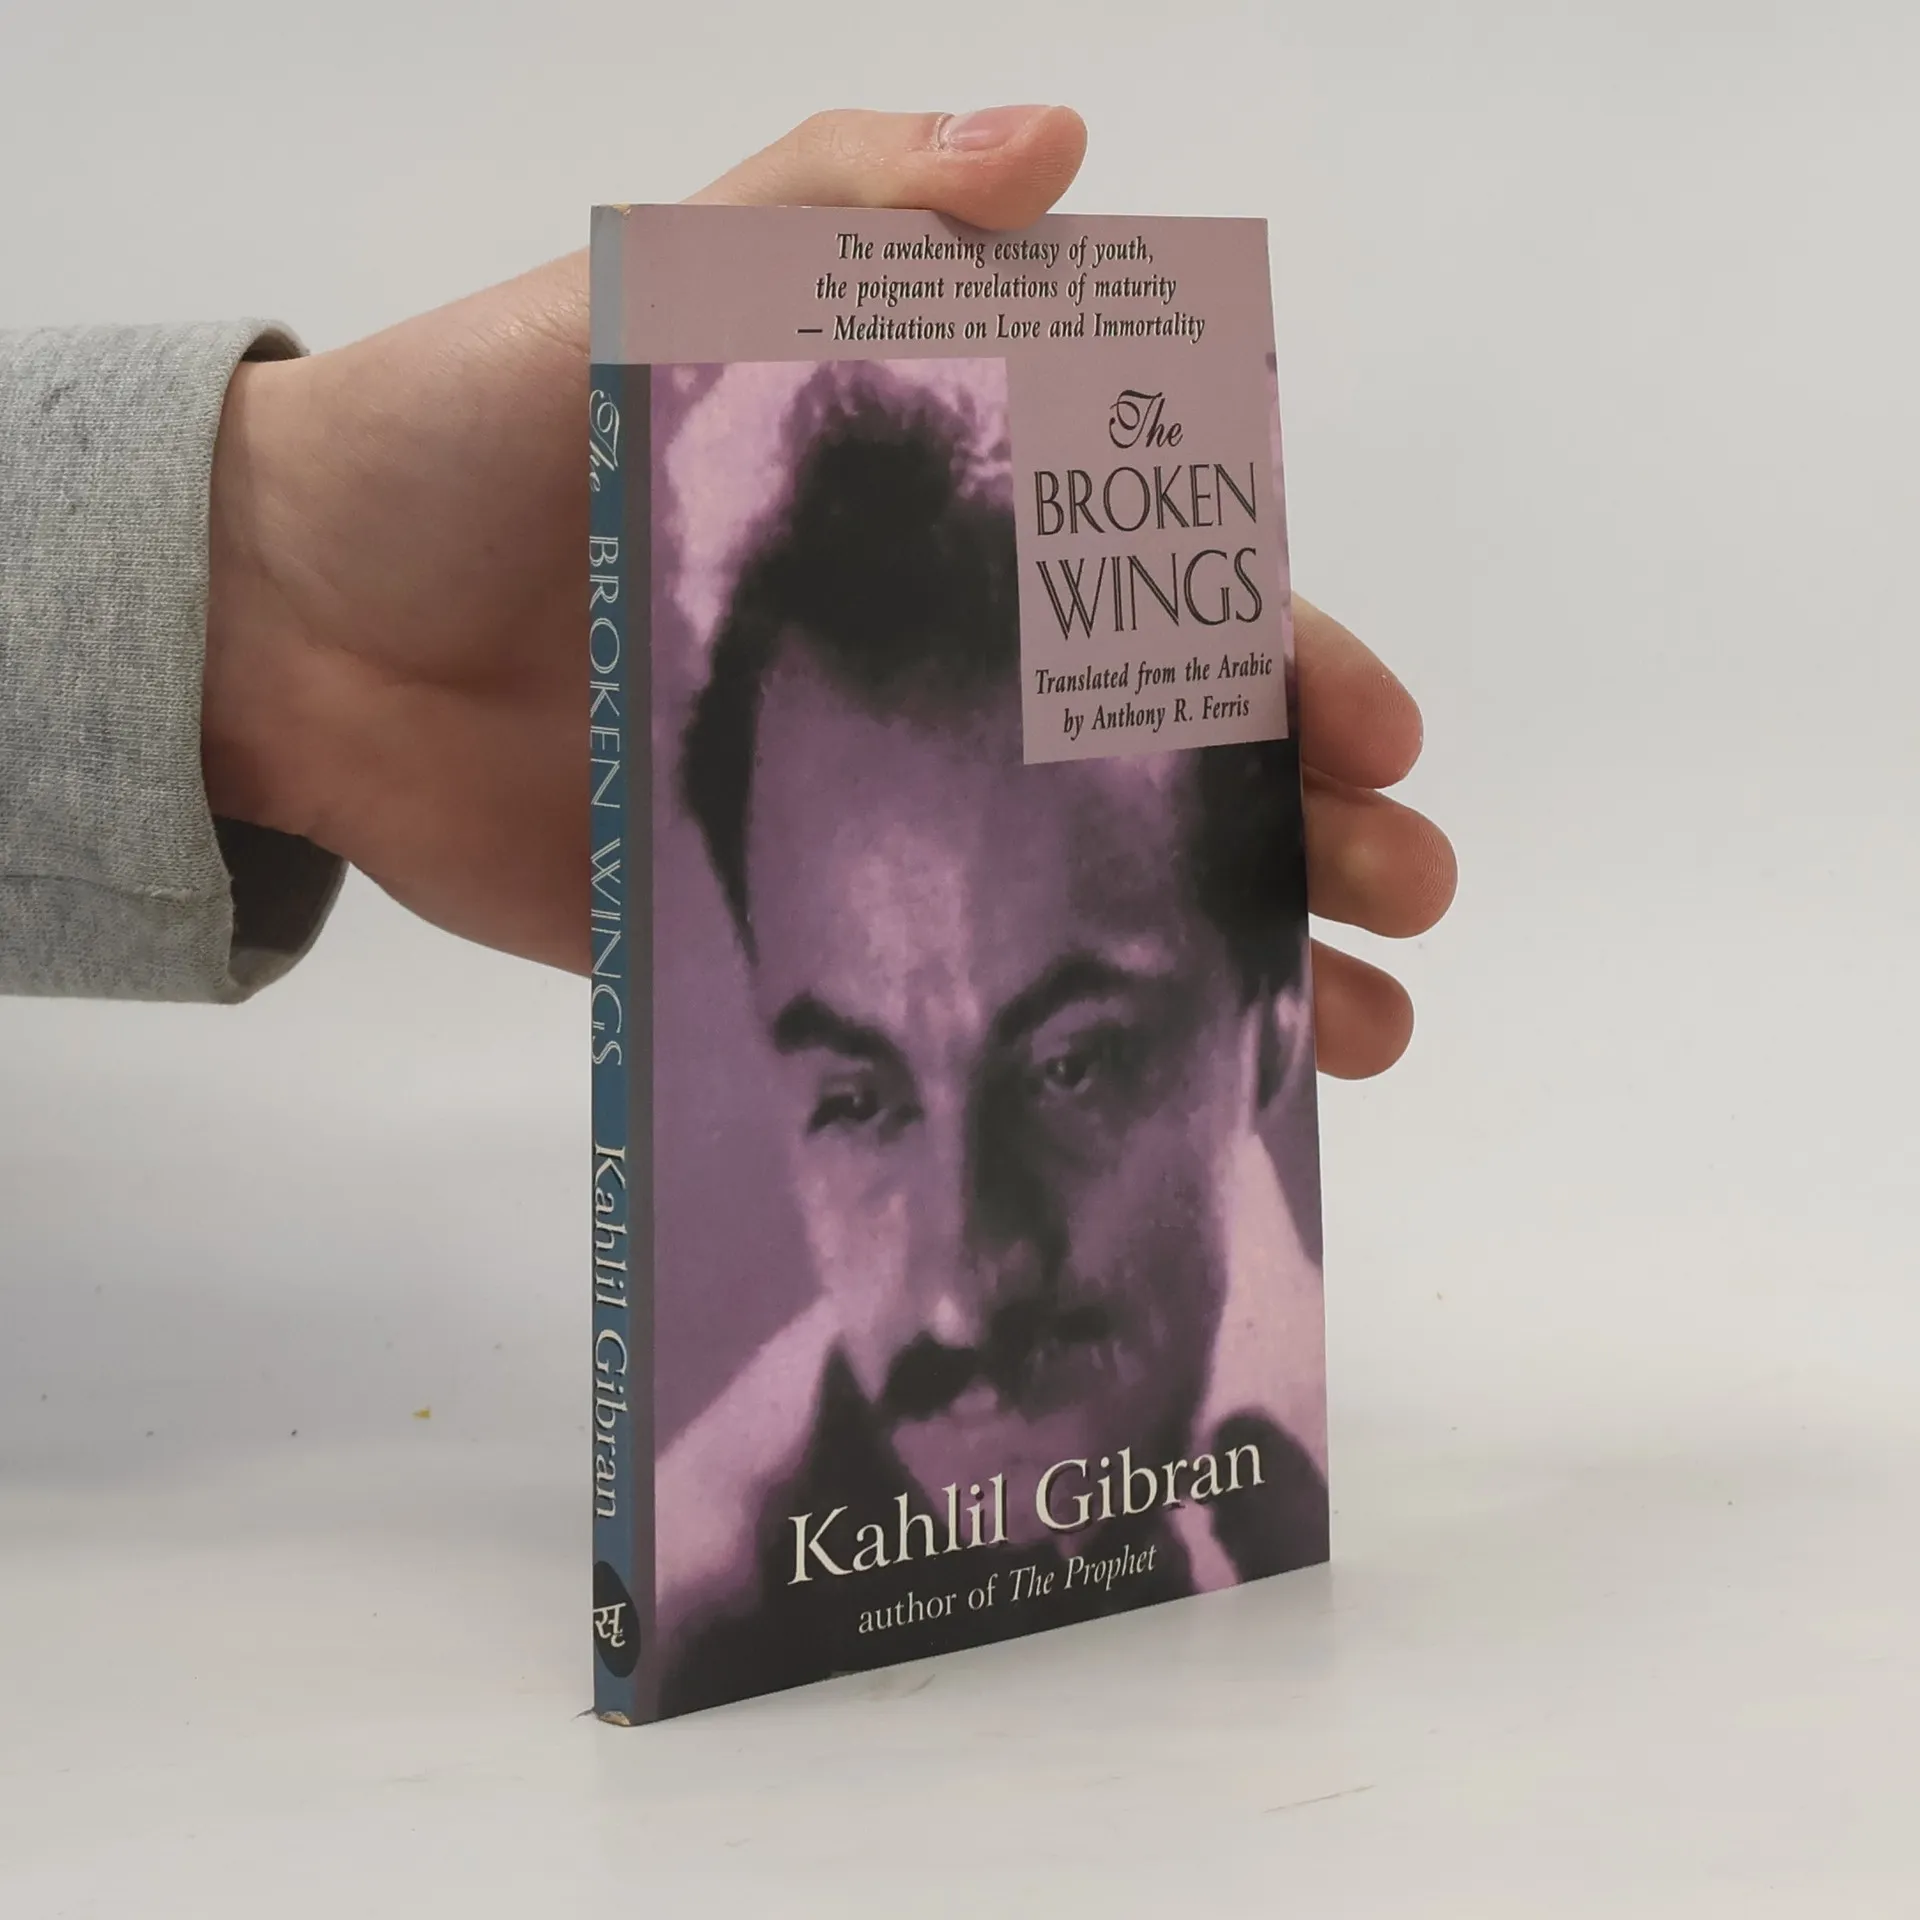 The awakening ecstasy of youth,
the poignant revelations of maturity
— Meditations on Love and Immortality
The
BROKEN
WINGS
Translated from the Arabic
by Anthony R. Ferris
Kahlil Gibran
author of The Prophet
The BROKEN WINGS Kahlil Gibran
सृ